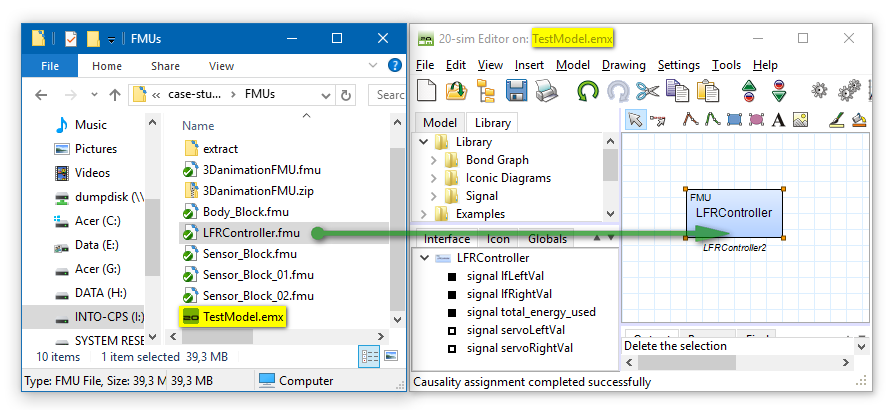 FMUs
File Home Share View
« case-stu... FMUs Searc
Music
Pictures
Videos
dumpdisk (\\
Acer (C:)
Data (E:)
Acer (G:)
DATA (H:)
INTO-CPS (I:)
SYSTEM RESE
Name
extract
3DanimationFMU.fmu
3DanimationFMU.zip
Body_Block.fmu
LFRController.fmu
Sensor_Block.fmu
Sensor_Block_01.fmu
Sensor_Block_02.fmu
TestModel.emx
10 items 1 item selected 39,3 MB
Type: FMU File, Size: 39,3 M 39,3 MB Computer
20-sim Editor on: TestModel.emx
File Edit View Insert Model Drawing Settings Tools Help
Model Library
Library
Bond Graph
Iconic Diagrams
Signal
Examples
Interface Icon Globals
LFRController
signal lfLeftVal
signal lfRightVal
signal total_energy_used
signal servoLeftVal
signal servoRightVal
A
FMU
LFRController
LFRController2
Delete the selection
Causality assignment completed successfully